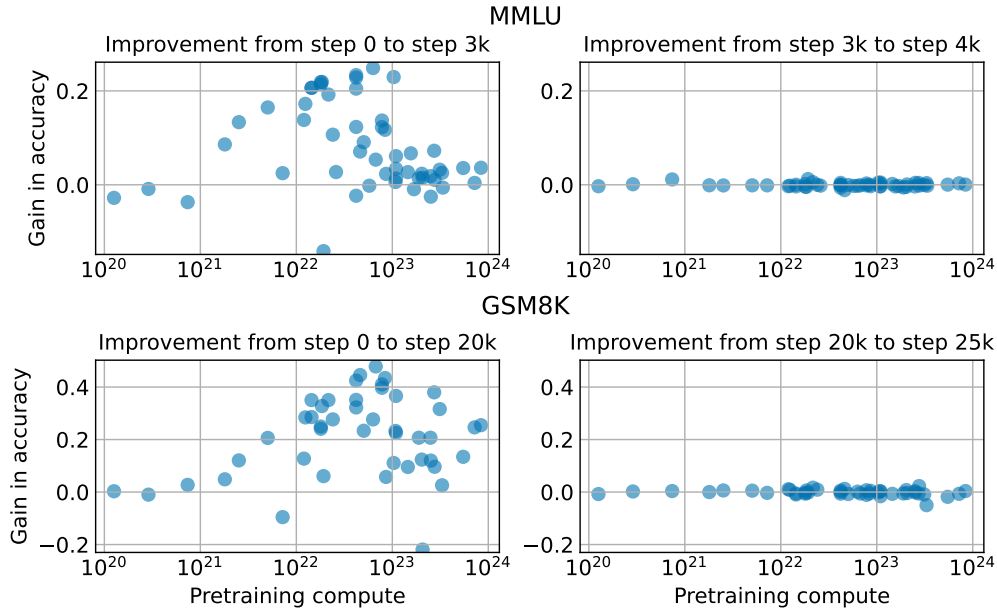 MMLU
Improvement from step 0 to step 3k
Improvement from step 3k to step 4k
Gain in accuracy
0.2
0.0
10^20 10^21 10^22 10^23 10^24
0.2
0.0
10^20 10^21 10^22 10^23 10^24
GSM8K
Improvement from step 0 to step 20k
Improvement from step 20k to step 25k
Gain in accuracy
0.4
0.2
0.0
−0.2
10^20 10^21 10^22 10^23 10^24
Pretraining compute
0.4
0.2
0.0
−0.2
10^20 10^21 10^22 10^23 10^24
Pretraining compute